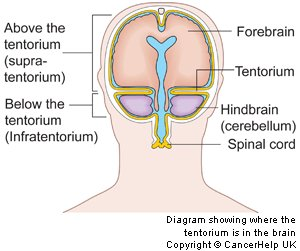 Above the
tentorium
(supra-
tentorium)
Below the
tentorium
(Infratentorium)
Forebrain
Tentorium
Hindbrain
(cerebellum)
Spinal cord
Diagram showing where the
tentorium is in the brain
Copyright © CancerHelp UK